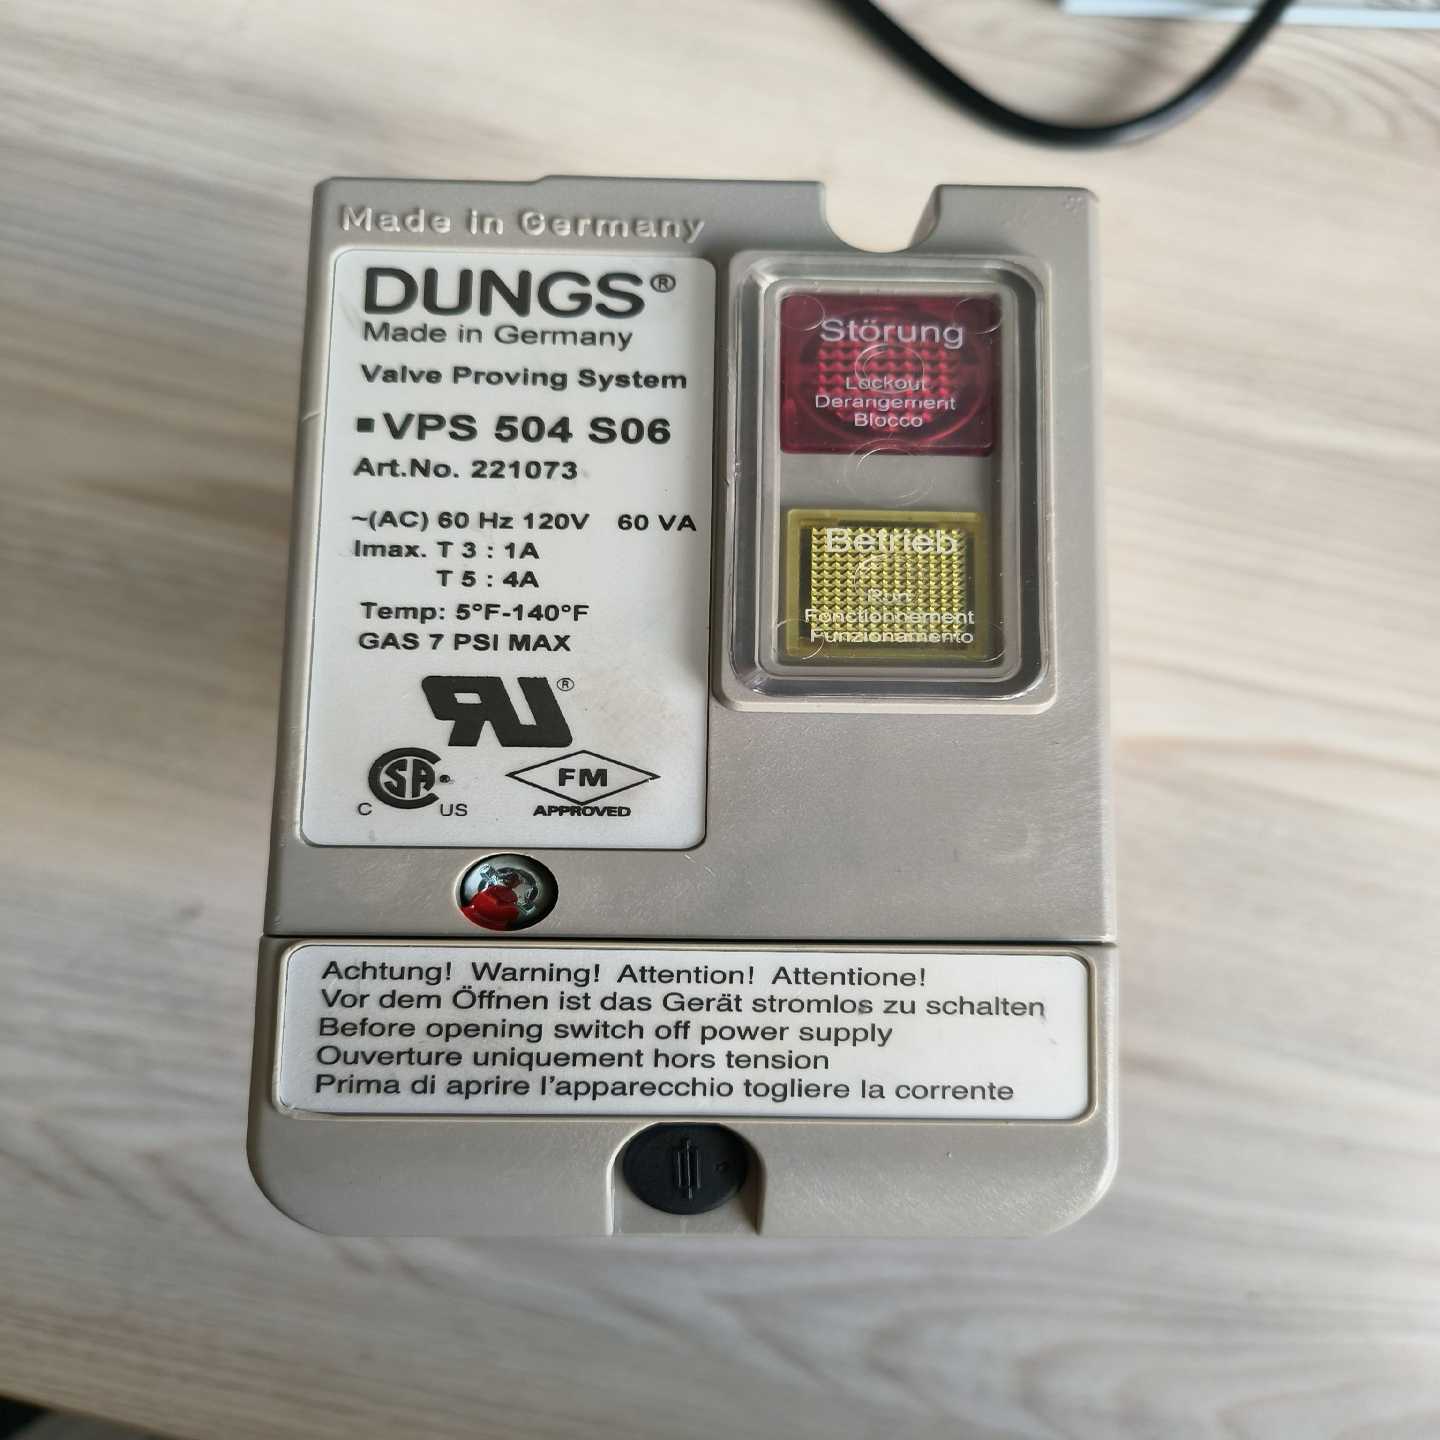 Made in Germany
DUNGS®
Made in Germany
Valve Proving System
▪VPS 504 S06
Art.No. 221073
~(AC) 60 Hz 120V 60 VA
Imax. T 3 : 1A
T 5 : 4A
Temp: 5°F-140°F
GAS 7 PSI MAX
RU®
CSA®
C US
FM
APPROVED
Störung
Lockout
Derangement
Blocco
Betrieb
Run
Fonctionnement
Funzionamento
Achtung! Warning! Attention! Attentione!
Vor dem Öffnen ist das Gerät stromlos zu schalten
Before opening switch off power supply
Ouverture uniquement hors tension
Prima di aprire l'apparecchio togliere la corrente